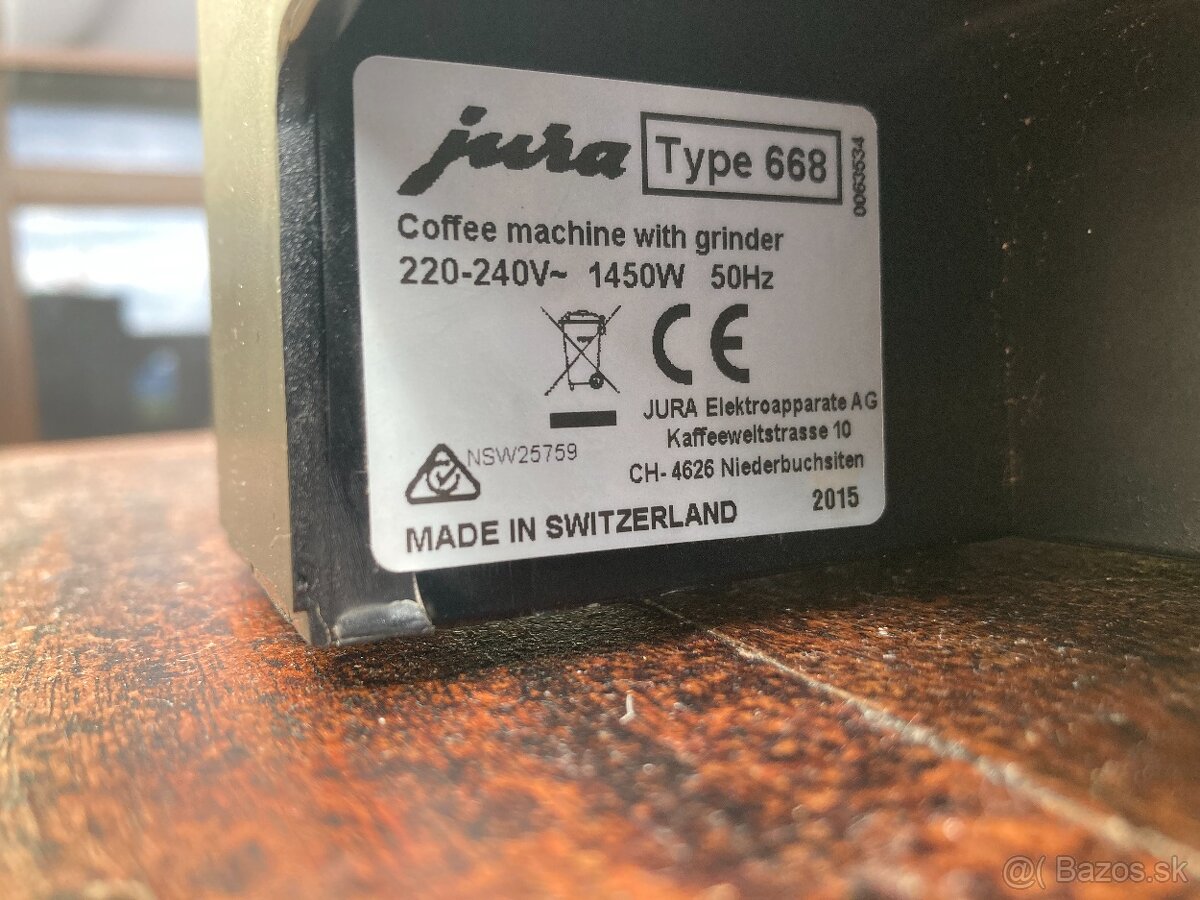 jura Type 668
0063534
Coffee machine with grinder
220-240V~ 1450W 50Hz
CE
JURA Elektroapparate AG
Kaffeeweltstrasse 10
NSW25759
CH- 4626 Niederbuchsiten
2015
MADE IN SWITZERLAND
@( Bazos.sk